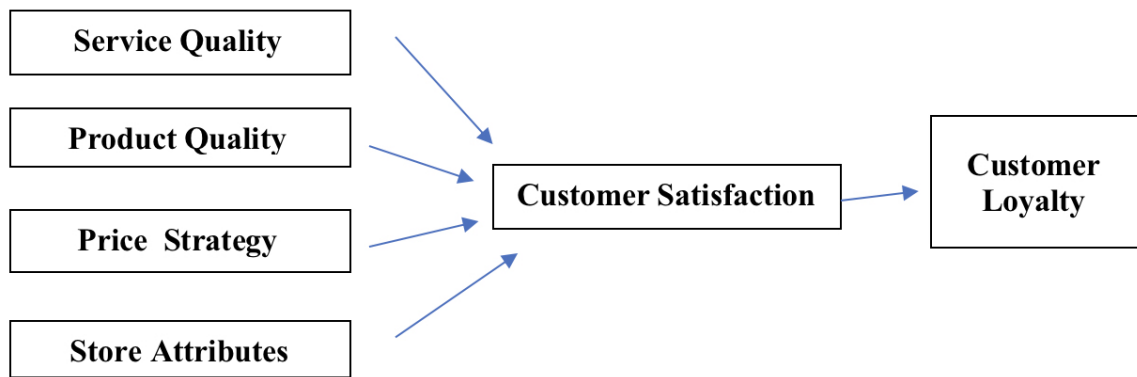 Service Quality
Product Quality
Price  Strategy
Store Attributes
Customer Satisfaction
Customer
Loyalty